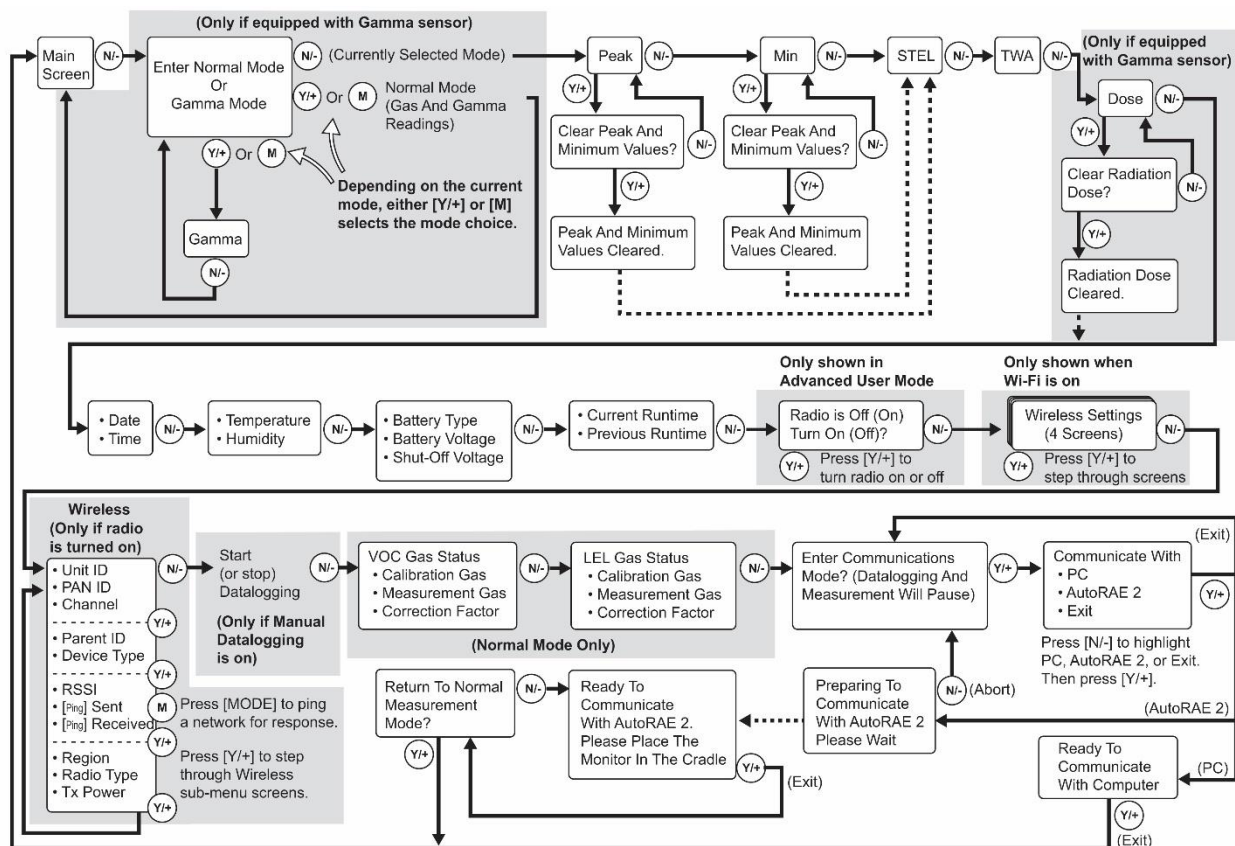 (Only if equipped with Gamma sensor)
Main
Screen
N/-
Enter Normal Mode
Or
Gamma Mode
N/-
(Currently Selected Mode)
Y/+ Or M
Normal Mode
(Gas And Gamma
Readings)
Y/+ Or M
Depending on the current
mode, either [Y/+] or [M]
selects the mode choice.
Gamma
N/-
Peak
N/-
Y/+
Clear Peak And
Minimum Values?
N/-
Y/+
Peak And Minimum
Values Cleared.
Min
N/-
Y/+
Clear Peak And
Minimum Values?
N/-
Y/+
Peak And Minimum
Values Cleared.
STEL
N/-
TWA
N/-
(Only if equipped
with Gamma sensor)
Dose
N/-
Y/+
Clear Radiation
Dose?
N/-
Y/+
Radiation Dose
Cleared.
• Date
• Time
N/-
• Temperature
• Humidity
N/-
• Battery Type
• Battery Voltage
• Shut-Off Voltage
N/-
• Current Runtime
• Previous Runtime
N/-
Only shown in
Advanced User Mode
Radio is Off (On)
Turn On (Off)?
N/-
Y/+
Press [Y/+] to
turn radio on or off
Only shown when
Wi-Fi is on
Wireless Settings
(4 Screens)
N/-
Y/+
Press [Y/+] to
step through screens
Wireless
(Only if radio
is turned on)
• Unit ID
• PAN ID
• Channel
N/-
Y/+
• Parent ID
• Device Type
Y/+
• RSSI
• [Ping] Sent
• [Ping] Received
M
Press [MODE] to ping
a network for response.
Y/+
• Region
• Radio Type
• Tx Power
Press [Y/+] to step
through Wireless
sub-menu screens.
Y/+
Start
(or stop)
Datalogging
N/-
(Only if Manual
Datalogging
is on)
VOC Gas Status
• Calibration Gas
• Measurement Gas
• Correction Factor
N/-
LEL Gas Status
• Calibration Gas
• Measurement Gas
• Correction Factor
N/-
(Normal Mode Only)
Enter Communications
Mode? (Datalogging And
Measurement Will Pause)
Y/+
Communicate With
• PC
• AutoRAE 2
• Exit
(Exit)
Y/+
Press [N/-] to highlight
PC, AutoRAE 2, or Exit.
Then press [Y/+].
(AutoRAE 2)
Return To Normal
Measurement
Mode?
N/-
Y/+
Ready To
Communicate
With AutoRAE 2.
Please Place The
Monitor In The Cradle
Y/+
(Exit)
Preparing To
Communicate
With AutoRAE 2
Please Wait
N/-
(Abort)
Ready To
Communicate
With Computer
(PC)
Y/+
(Exit)